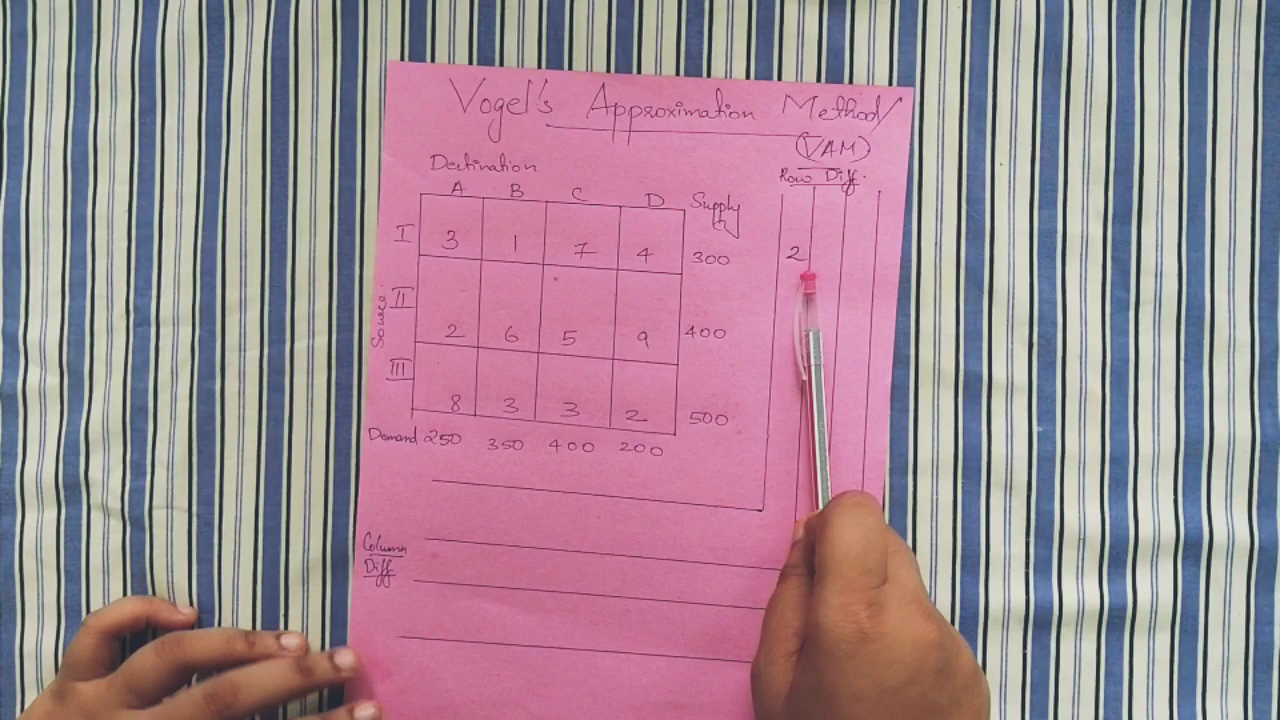 Vogel's Approximation Method
(VAM)
Destination
Row Diff.
A B C D Supply
I 3 1 7 4 300 2
II 2 6 5 9 400
Source
III 8 3 3 2 500
Demand 250 350 400 200
Column
Diff